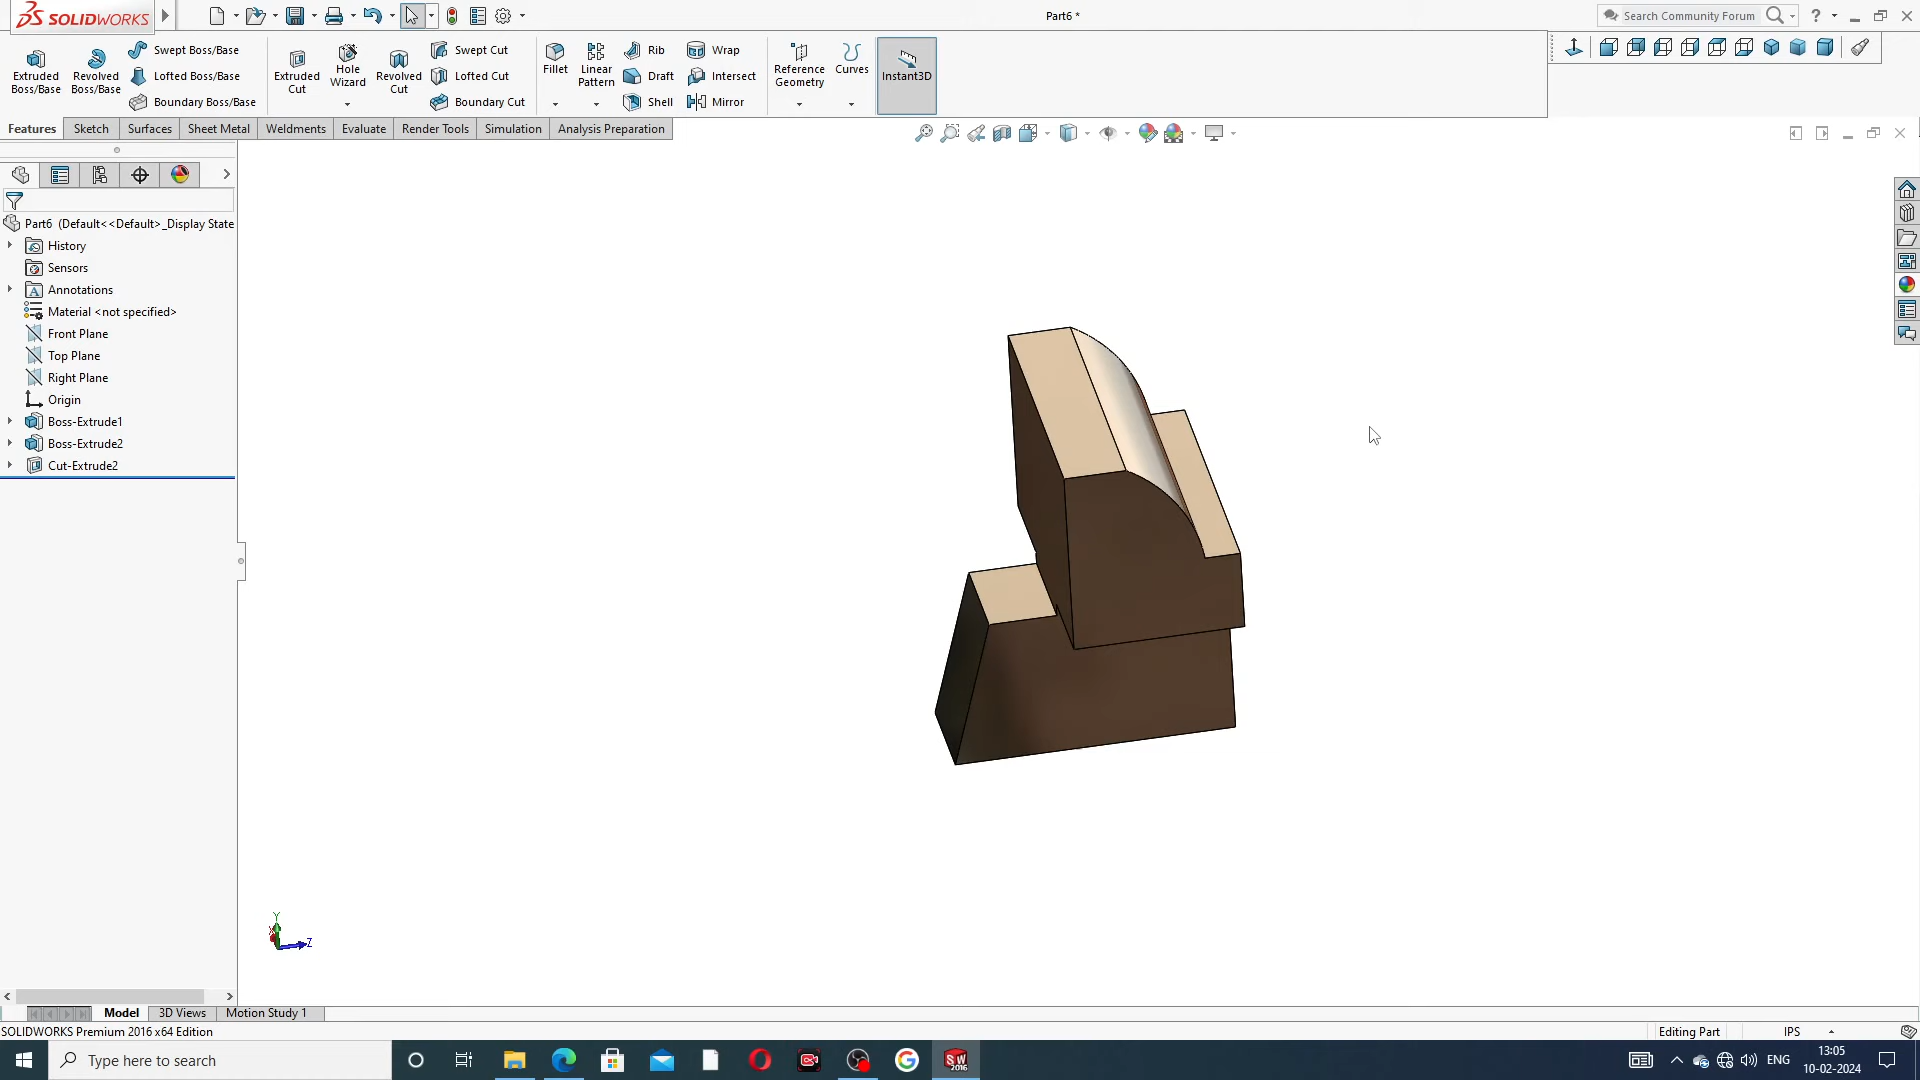 SOLIDWORKS
Part6 *
Search Community Forum
Extruded Boss/Base
Revolved Boss/Base
Swept Boss/Base
Lofted Boss/Base
Boundary Boss/Base
Extruded Cut
Hole Wizard
Revolved Cut
Swept Cut
Lofted Cut
Boundary Cut
Fillet
Linear Pattern
Rib
Draft
Shell
Wrap
Intersect
Mirror
Reference Geometry
Curves
Instant3D
Features
Sketch
Surfaces
Sheet Metal
Weldments
Evaluate
Render Tools
Simulation
Analysis Preparation
Part6 (Default<<Default>_Display State
History
Sensors
Annotations
Material <not specified>
Front Plane
Top Plane
Right Plane
Origin
Boss-Extrude1
Boss-Extrude2
Cut-Extrude2
Y
X
Z
Model
3D Views
Motion Study 1
SOLIDWORKS Premium 2016 x64 Edition
Editing Part
IPS
Type here to search
ENG
13:05
10-02-2024